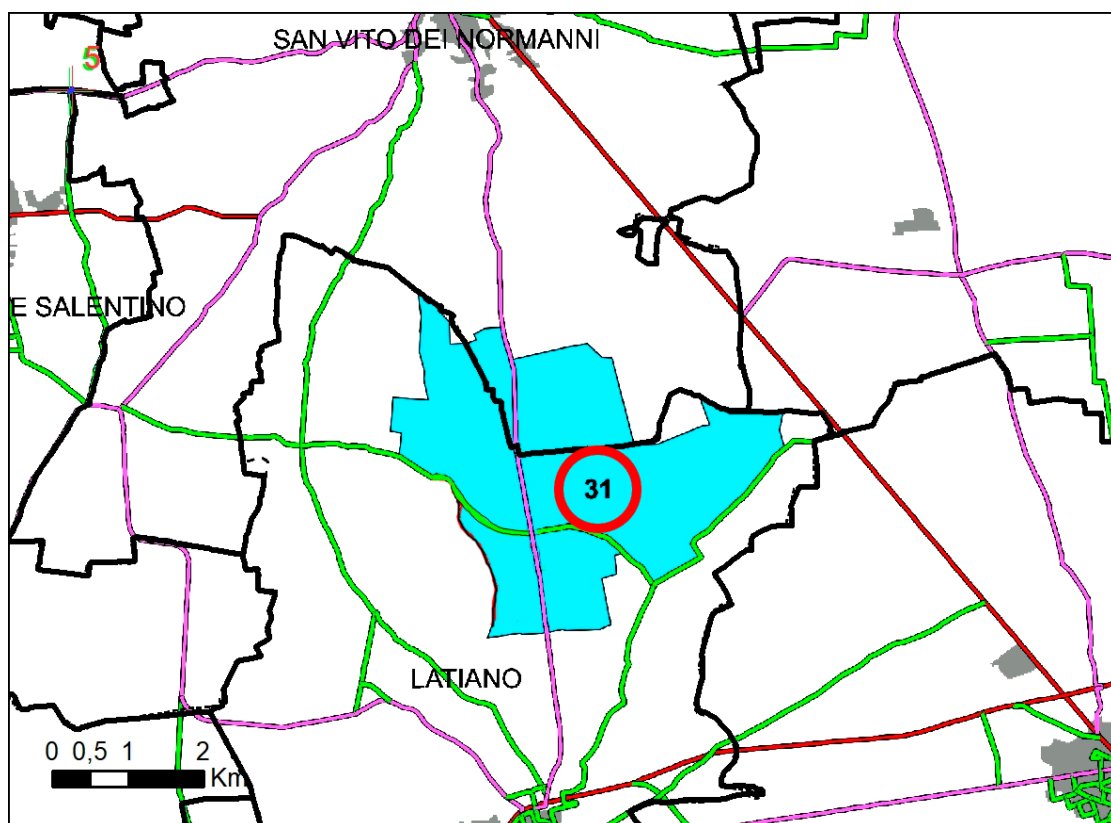 SAN VITO DEI NORMANNI
5
E SALENTINO
31
LATIANO
0 0,5 1 2
Km